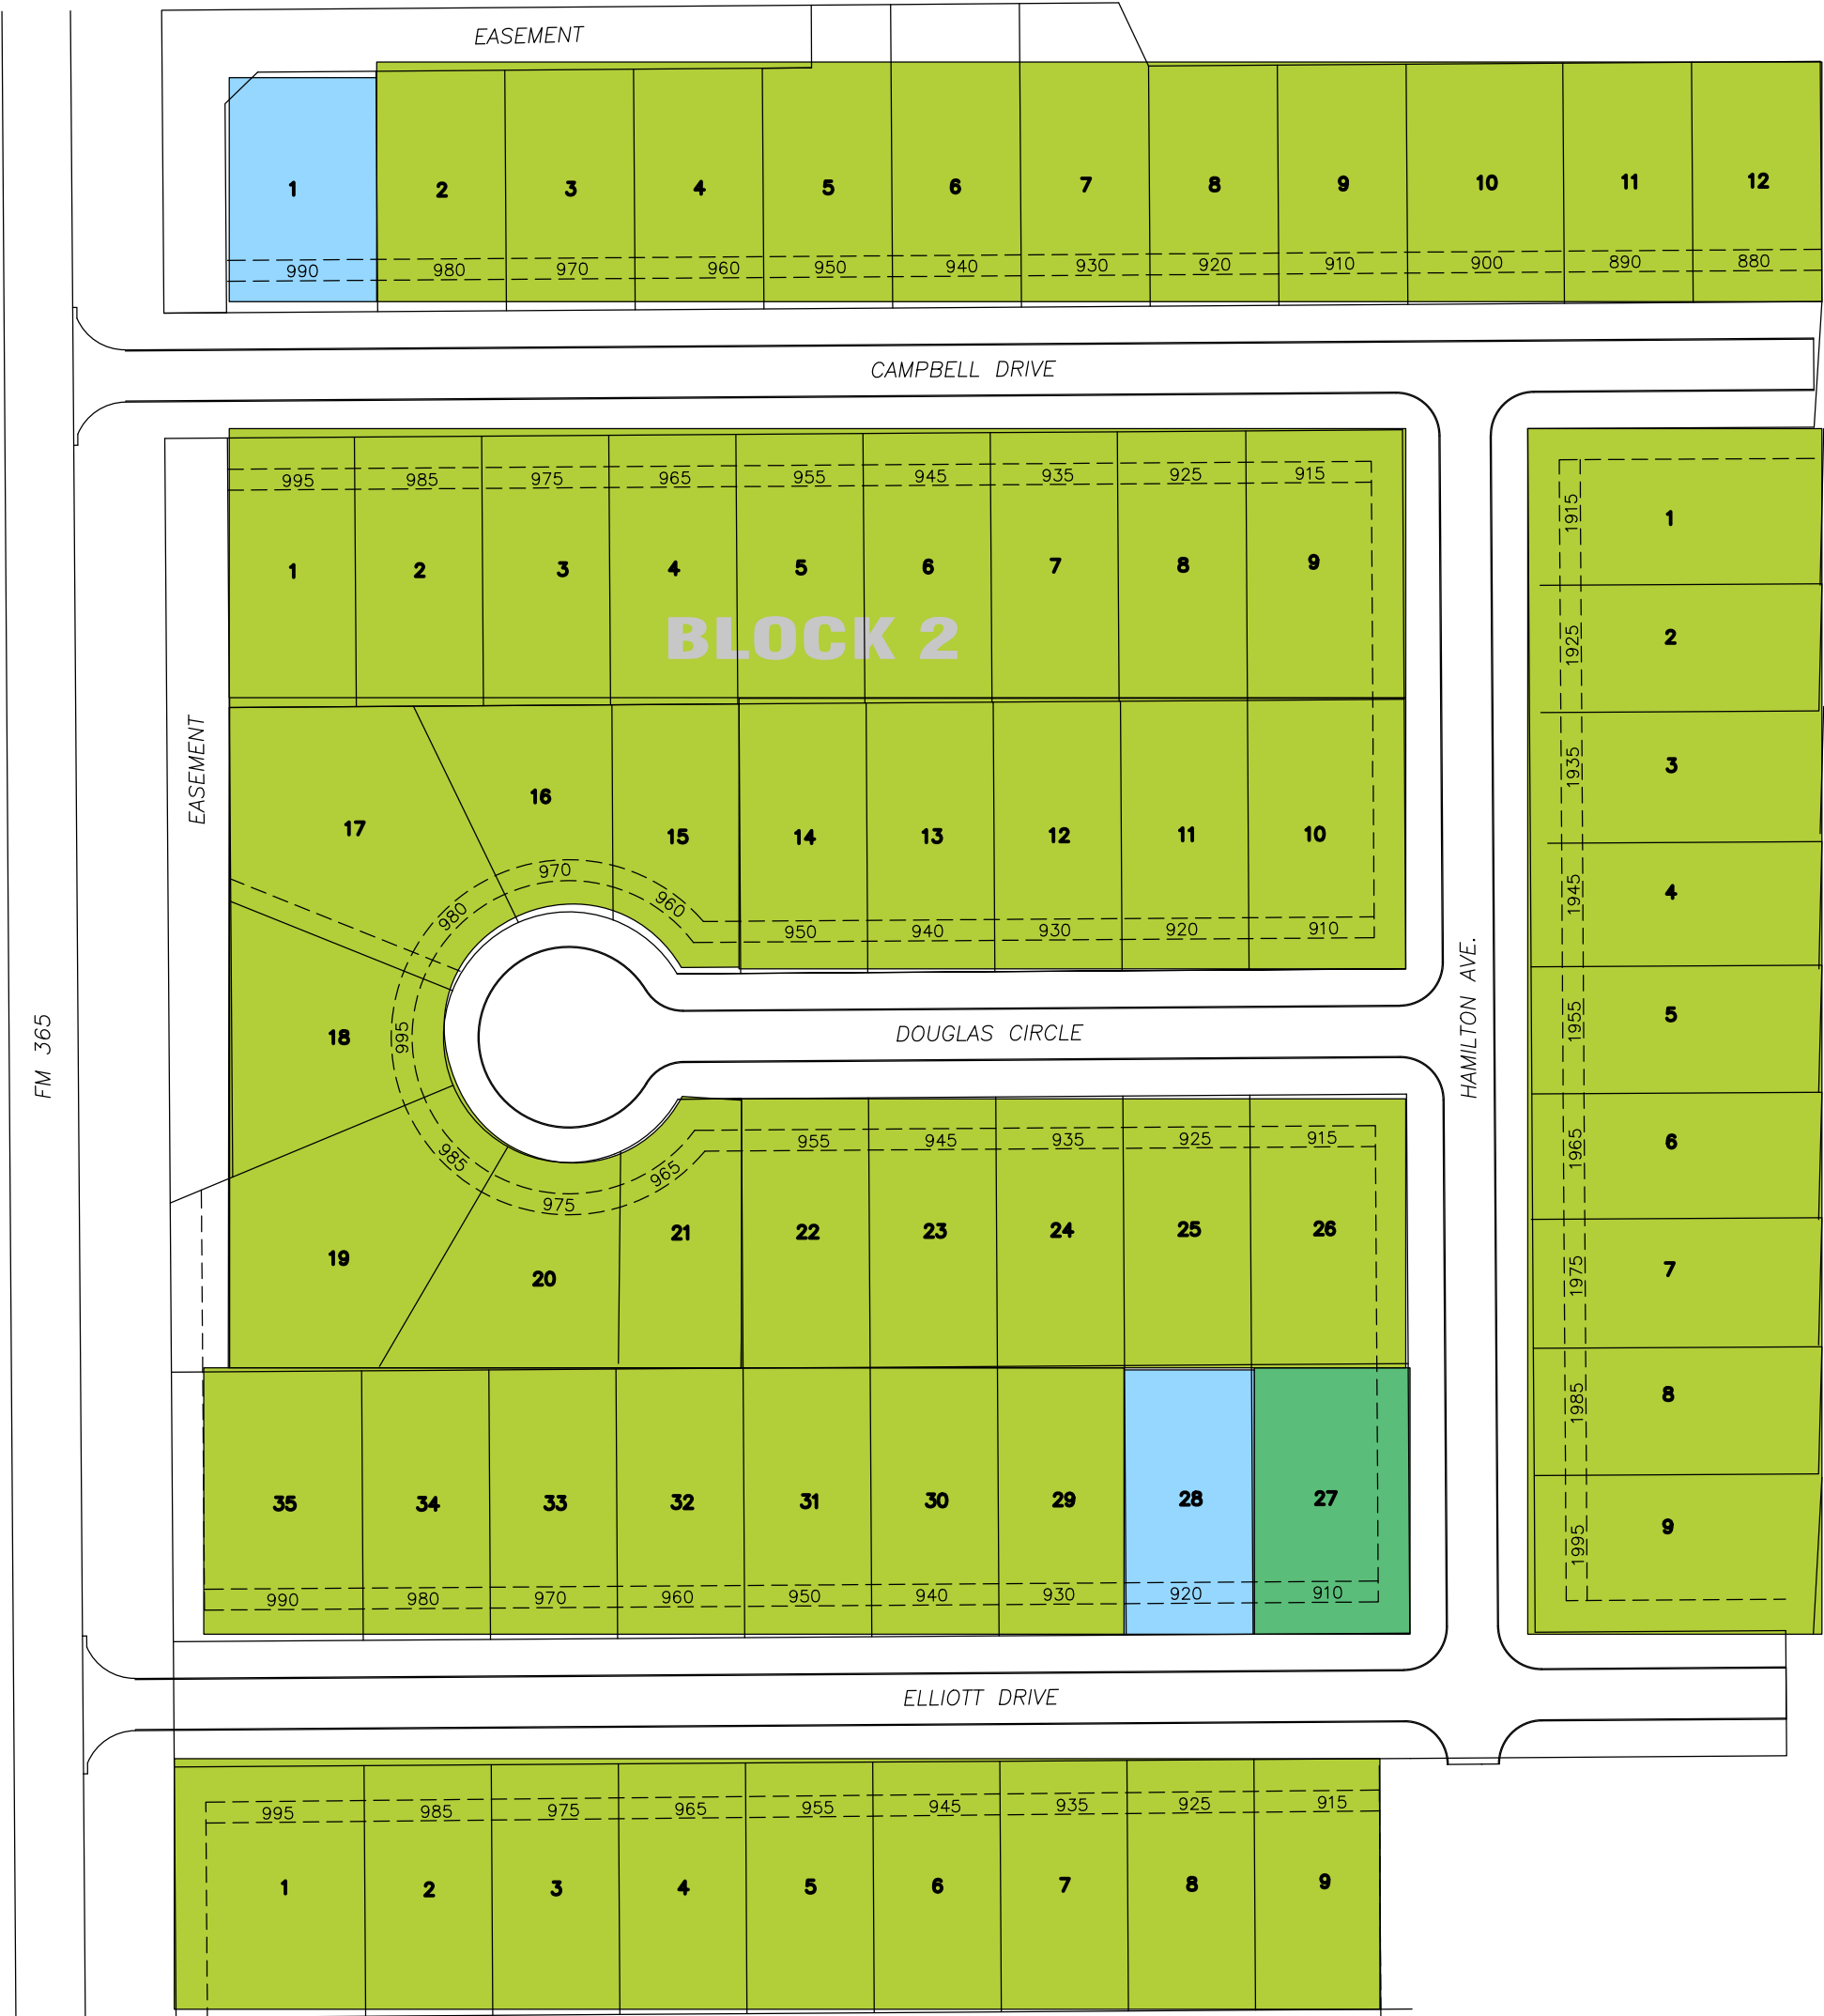 EASEMENT
1 2 3 4 5 6 7 8 9 10 11 12
990 980 970 960 950 940 930 920 910 900 890 880
CAMPBELL DRIVE
995 985 975 965 955 945 935 925 915
1 2 3 4 5 6 7 8 9
BLOCK 2
EASEMENT
17 16 15 14 13 12 11 10
980 970 960 950 940 930 920 910
18
995
DOUGLAS CIRCLE
985 975 965 955 945 935 925 915
19 20 21 22 23 24 25 26
35 34 33 32 31 30 29 28 27
990 980 970 960 950 940 930 920 910
FM 365
HAMILTON AVE.
1915 1
1925 2
1935 3
1945 4
1955 5
1965 6
1975 7
1985 8
1995 9
ELLIOTT DRIVE
995 985 975 965 955 945 935 925 915
1 2 3 4 5 6 7 8 9